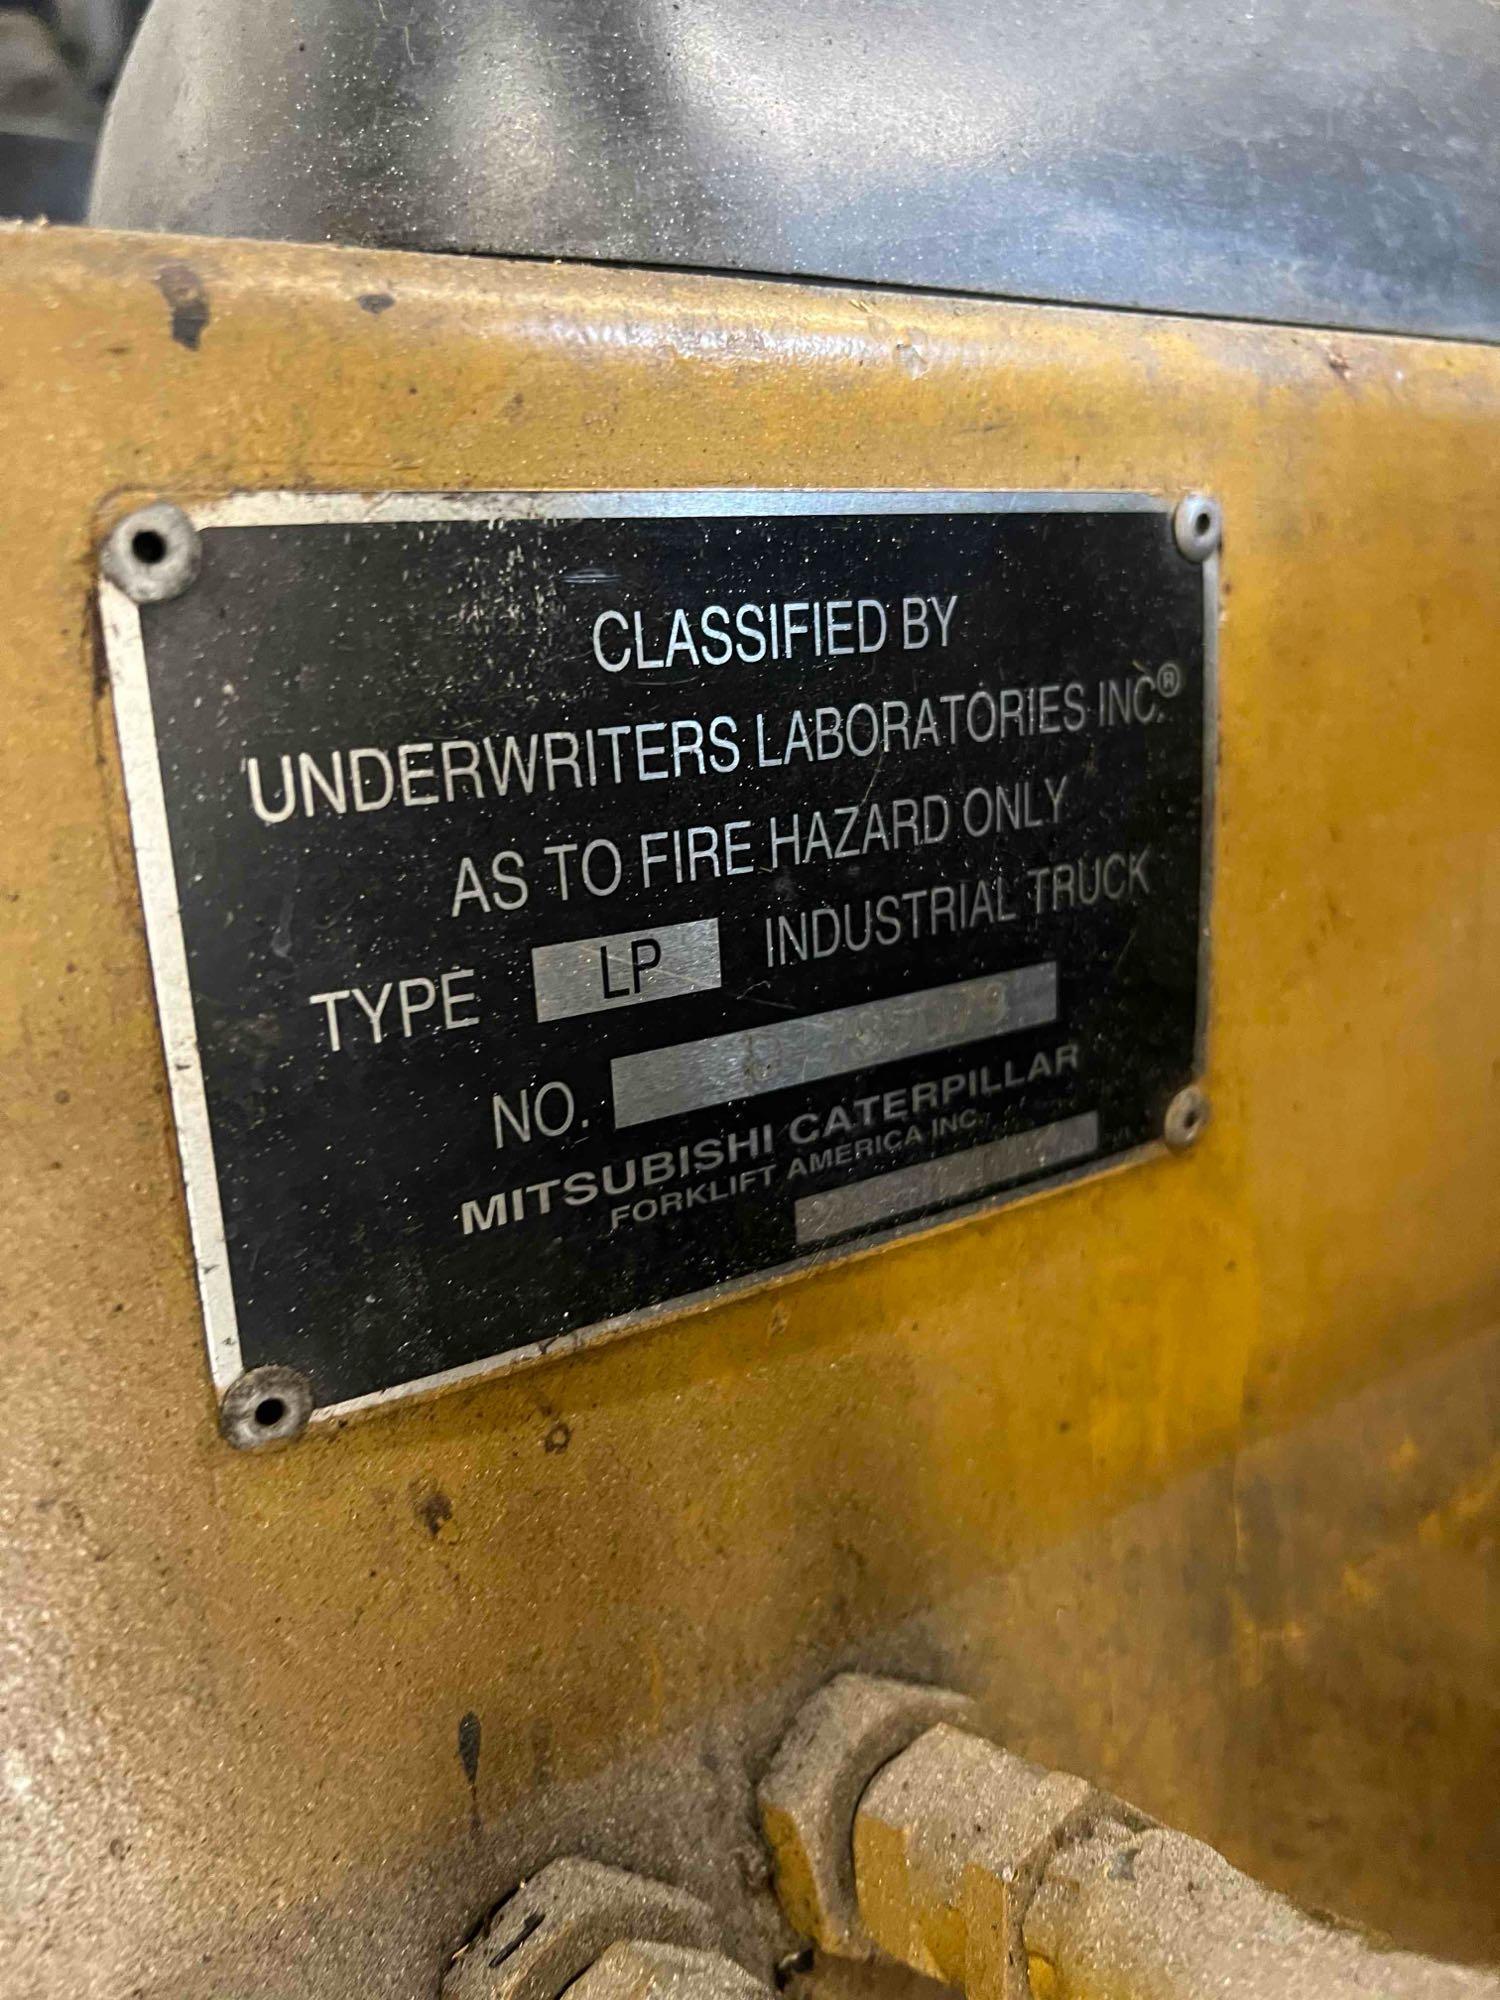 CLASSIFIED BY
UNDERWRITERS LABORATORIES INC.®
AS TO FIRE HAZARD ONLY
TYPE LP INDUSTRIAL TRUCK
NO.
MITSUBISHI CATERPILLAR
FORKLIFT AMERICA INC.